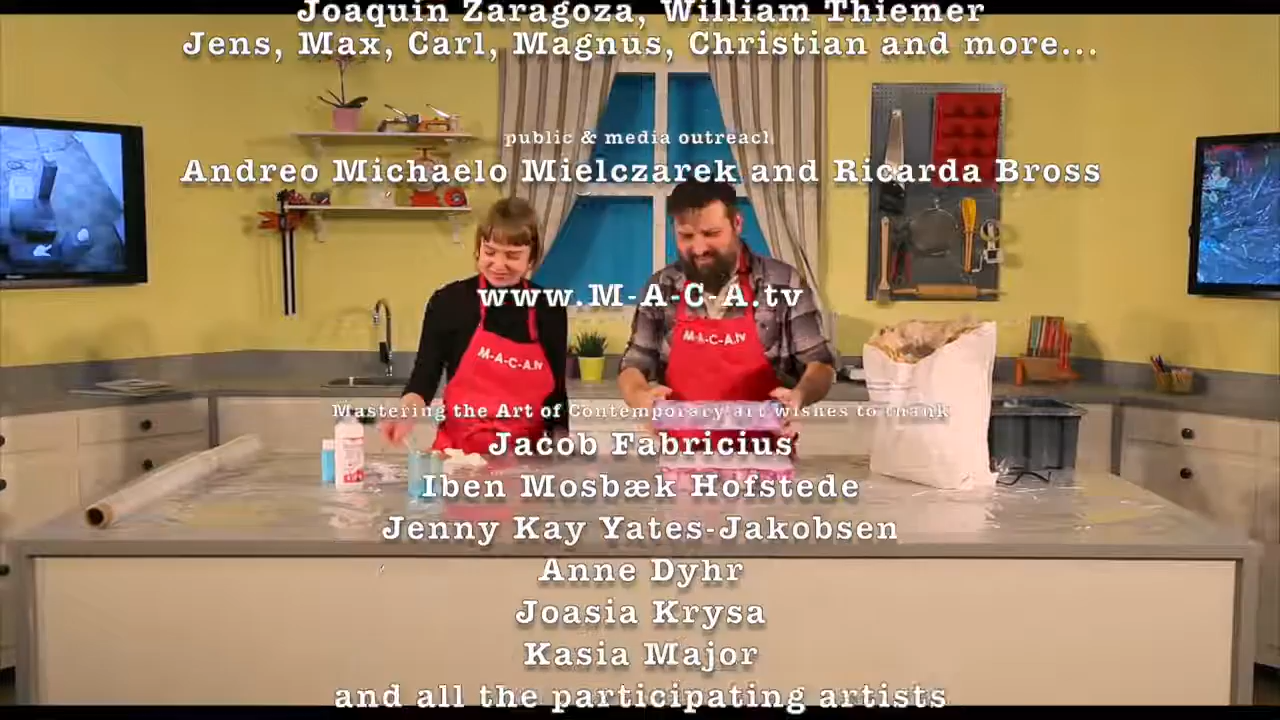 Joaquin Zaragoza, William Thiemer
Jens, Max, Carl, Magnus, Christian and more...
public & media outreach
Andreo Michaelo Mielczarek and Ricarda Bross
www.M-A-C-A.tv
M-A-C-A.tv
M-A-C-A.tv
Mastering the Art of Contemporary art wishes to thank
Jacob Fabricius
Iben Mosbæk Hofstede
Jenny Kay Yates-Jakobsen
Anne Dyhr
Joasia Krysa
Kasia Major
and all the participating artists